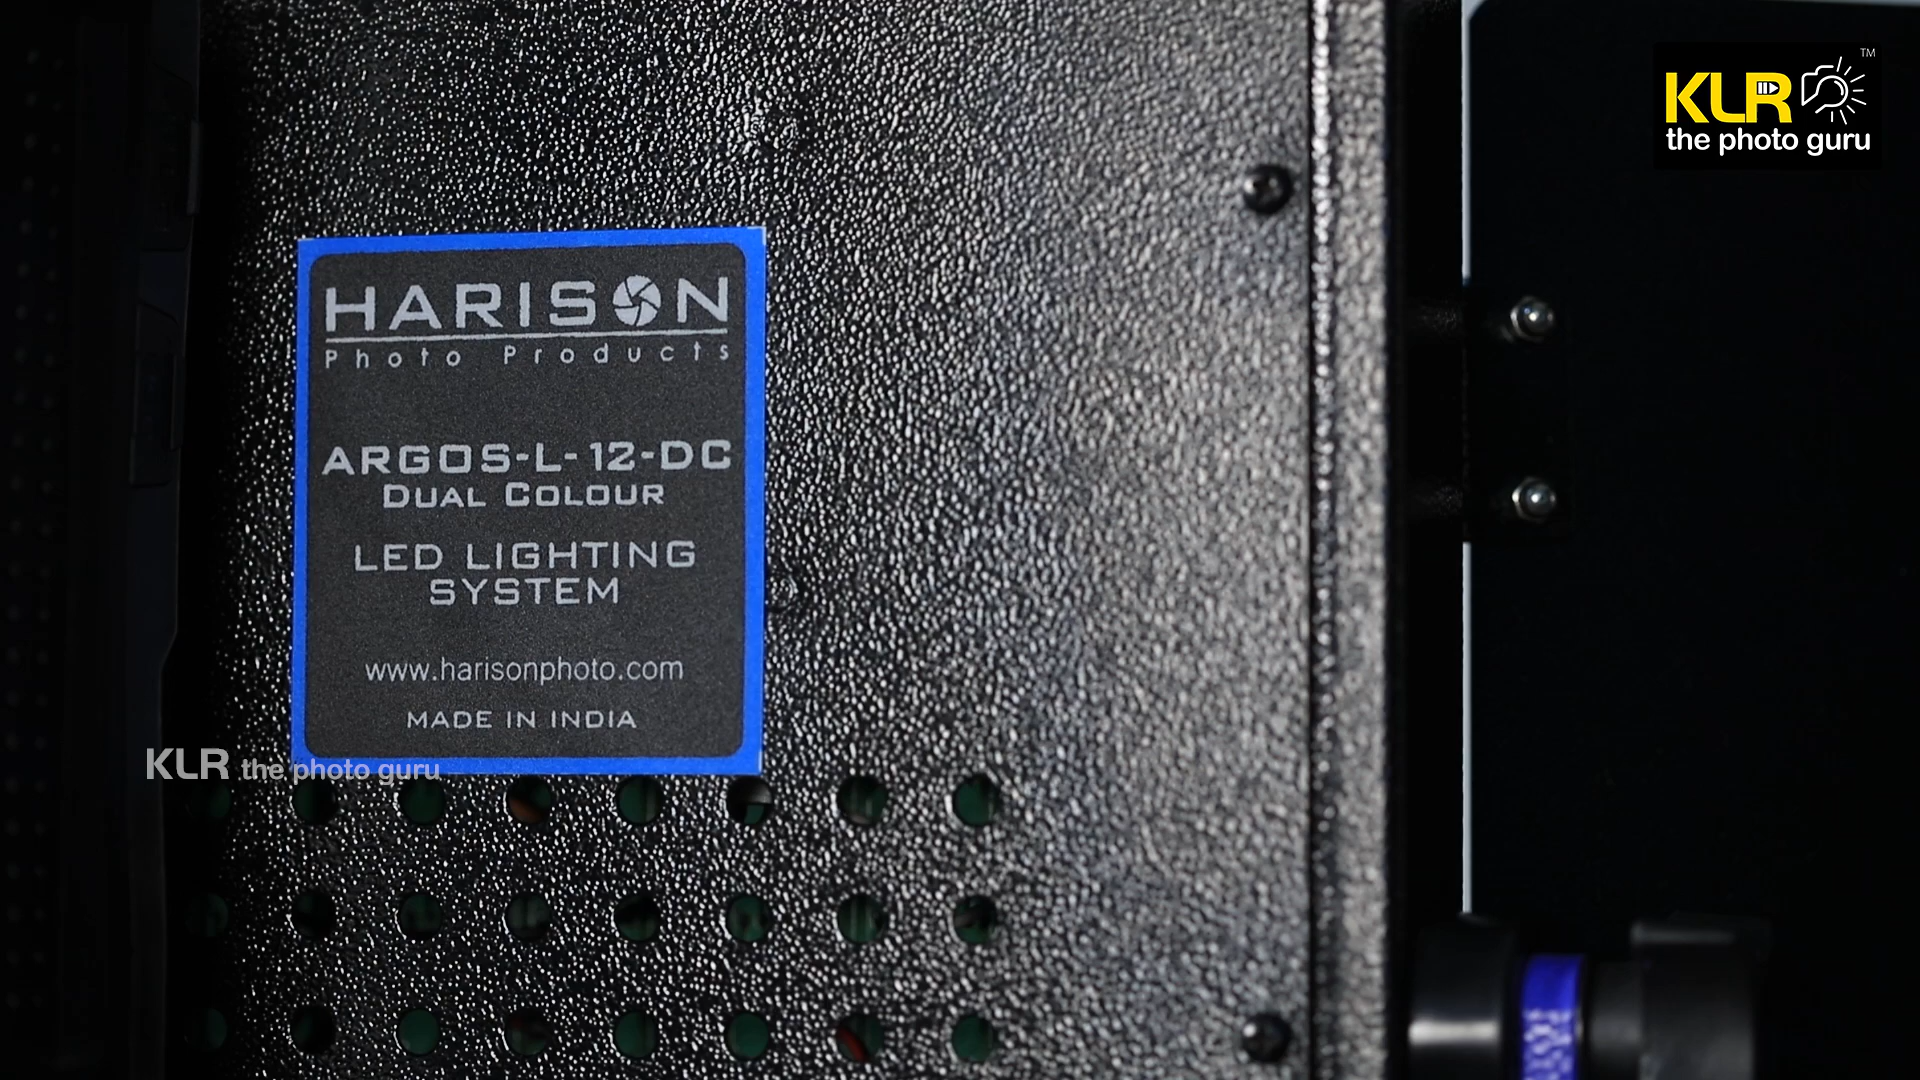 KLR
TM
the photo guru
HARISON
Photo Products
ARGOS-L-12-DC
DUAL COLOUR
LED LIGHTING
SYSTEM
www.harisonphoto.com
MADE IN INDIA
KLR the photo guru